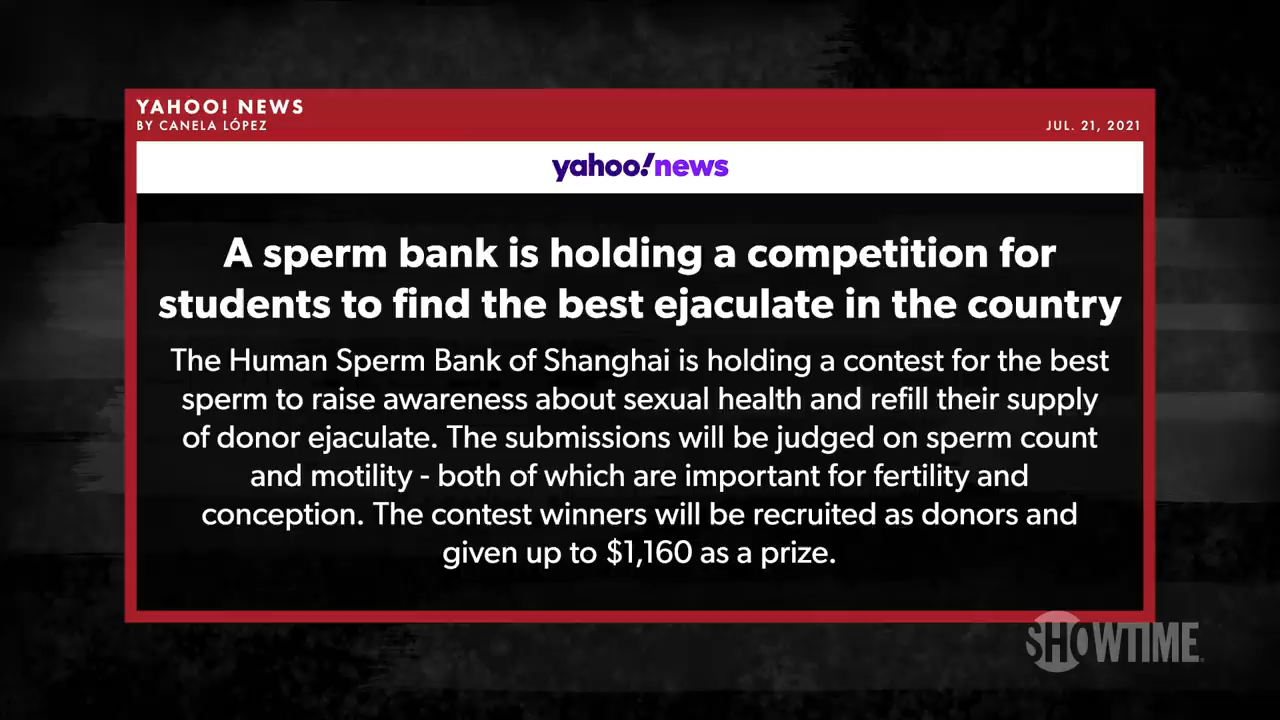 YAHOO! NEWS
BY CANELA LÓPEZ
JUL. 21, 2021
yahoo!news
A sperm bank is holding a competition for
students to find the best ejaculate in the country
The Human Sperm Bank of Shanghai is holding a contest for the best
sperm to raise awareness about sexual health and refill their supply
of donor ejaculate. The submissions will be judged on sperm count
and motility - both of which are important for fertility and
conception. The contest winners will be recruited as donors and
given up to $1,160 as a prize.
SHOWTIME